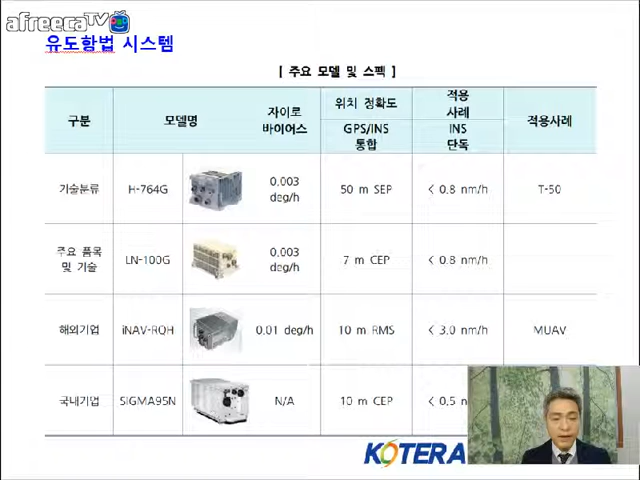 afreecaTV
유도항법 시스템
[ 주요 모델 및 스펙 ]
구분
모델명
자이로
바이어스
위치 정확도
GPS/INS
통합
적용
사례
INS
단독
적용사례
기술분류
H-764G
0.003
deg/h
50 m SEP
< 0.8 nm/h
T-50
주요 품목
및 기술
LN-100G
0.003
deg/h
7 m CEP
< 0.8 nm/h
해외기업
iNAV-RQH
0.01 deg/h
10 m RMS
< 3.0 nm/h
MUAV
국내기업
SIGMA95N
N/A
10 m CEP
< 0.5 n
KOTERA